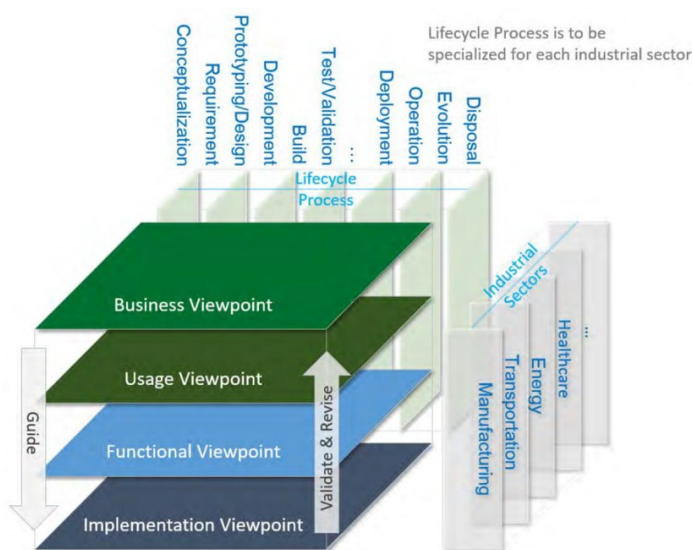 Lifecycle Process is to be
specialized for each industrial sector
Conceptualization
Requirement
Prototyping/Design
Development
Build
Test/Validation
...
Deployment
Operation
Evolution
Disposal
Lifecycle
Process
Business Viewpoint
Usage Viewpoint
Functional Viewpoint
Implementation Viewpoint
Guide
Validate & Revise
Industrial
Sectors
Manufacturing
Transportation
Energy
Healthcare
...